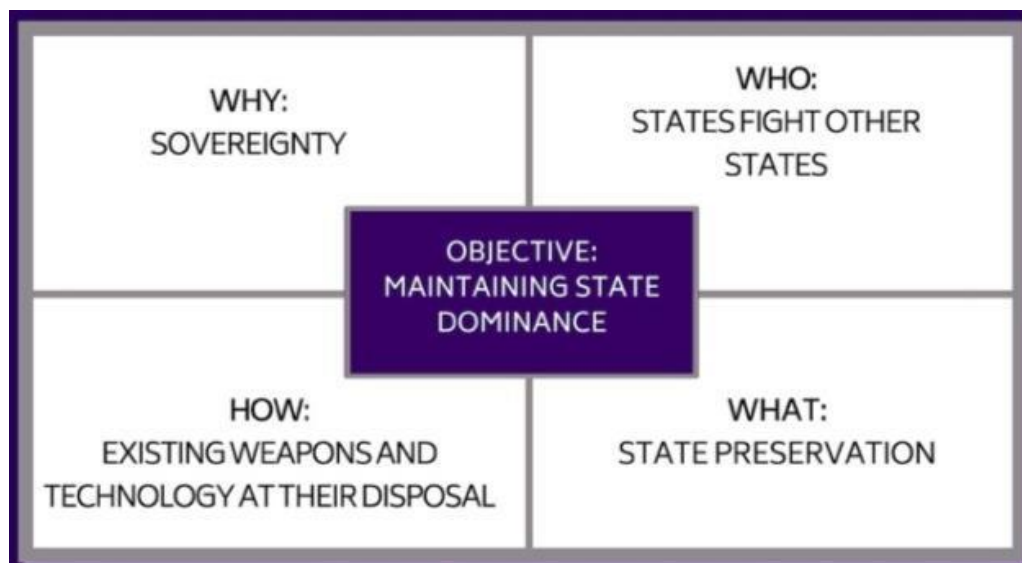 WHY:
SOVEREIGNTY
WHO:
STATES FIGHT OTHER
STATES
OBJECTIVE:
MAINTAINING STATE
DOMINANCE
HOW:
EXISTING WEAPONS AND
TECHNOLOGY AT THEIR DISPOSAL
WHAT:
STATE PRESERVATION